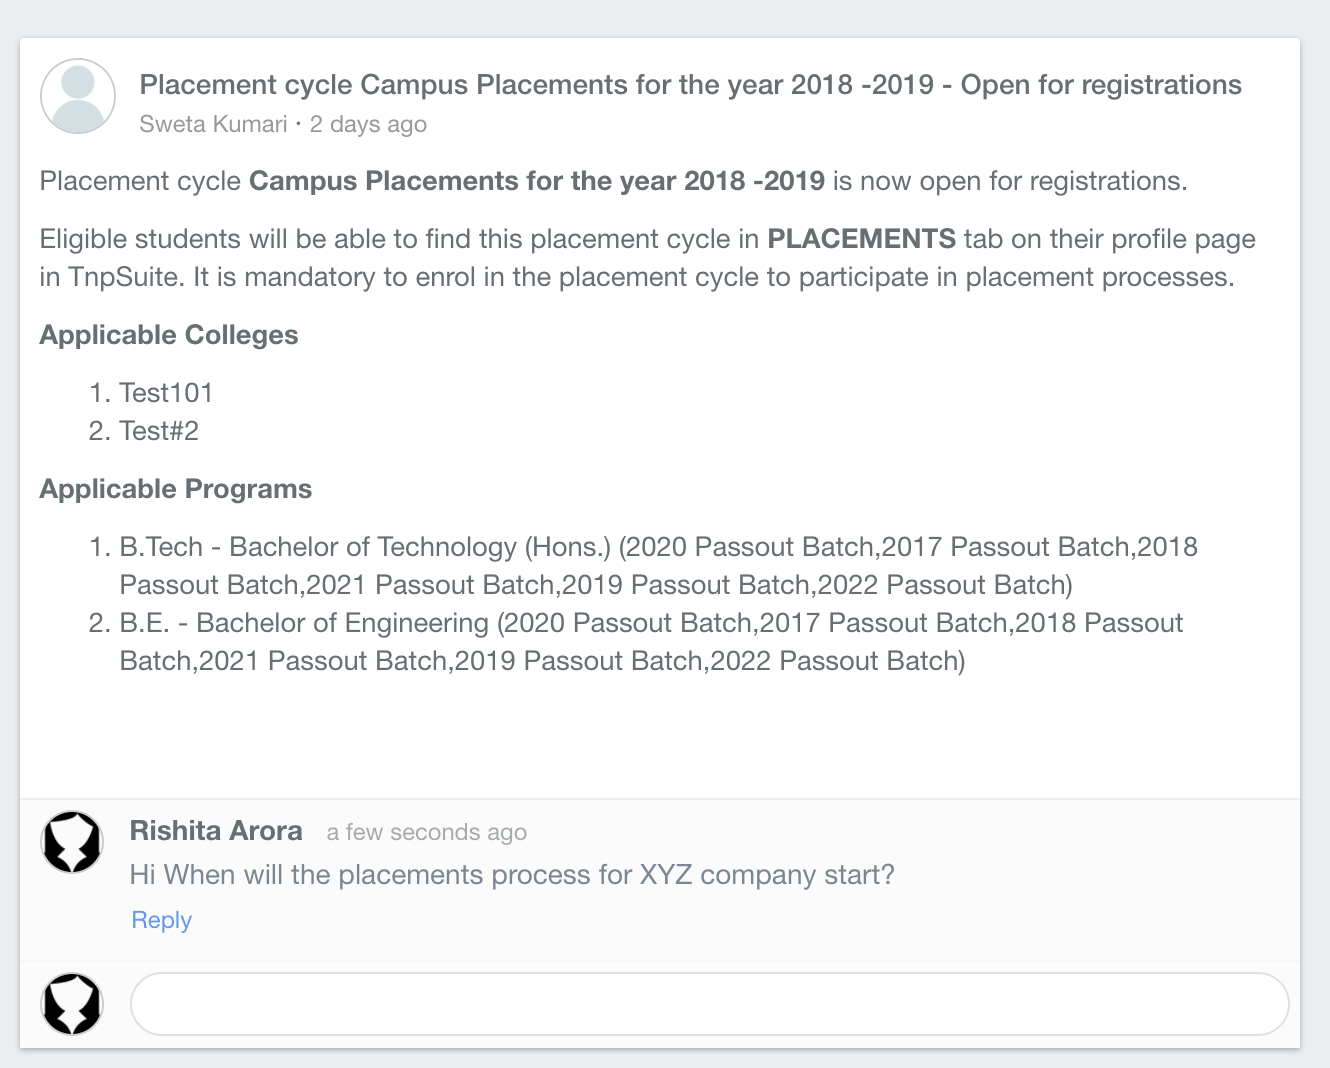 Placement cycle Campus Placements for the year 2018 -2019 - Open for registrations
Sweta Kumari · 2 days ago
Placement cycle Campus Placements for the year 2018 -2019 is now open for registrations.
Eligible students will be able to find this placement cycle in PLACEMENTS tab on their profile page
in TnpSuite. It is mandatory to enrol in the placement cycle to participate in placement processes.
Applicable Colleges
1. Test101
2. Test#2
Applicable Programs
1. B.Tech - Bachelor of Technology (Hons.) (2020 Passout Batch,2017 Passout Batch,2018
Passout Batch,2021 Passout Batch,2019 Passout Batch,2022 Passout Batch)
2. B.E. - Bachelor of Engineering (2020 Passout Batch,2017 Passout Batch,2018 Passout
Batch,2021 Passout Batch,2019 Passout Batch,2022 Passout Batch)
Rishita Arora a few seconds ago
Hi When will the placements process for XYZ company start?
Reply